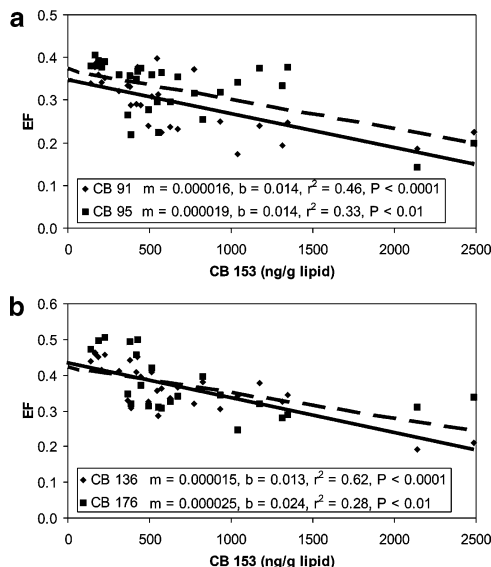 a
0.5
0.4
0.3
0.2
0.1
0.0
EF
◆ CB 91 m = 0.000016, b = 0.014, r² = 0.46, P < 0.0001
■ CB 95 m = 0.000019, b = 0.014, r² = 0.33, P < 0.01
0 500 1000 1500 2000 2500
CB 153 (ng/g lipid)
b
0.6
0.5
0.4
0.3
0.2
0.1
0.0
EF
◆ CB 136 m = 0.000015, b = 0.013, r² = 0.62, P < 0.0001
■ CB 176 m = 0.000025, b = 0.024, r² = 0.28, P < 0.01
0 500 1000 1500 2000 2500
CB 153 (ng/g lipid)